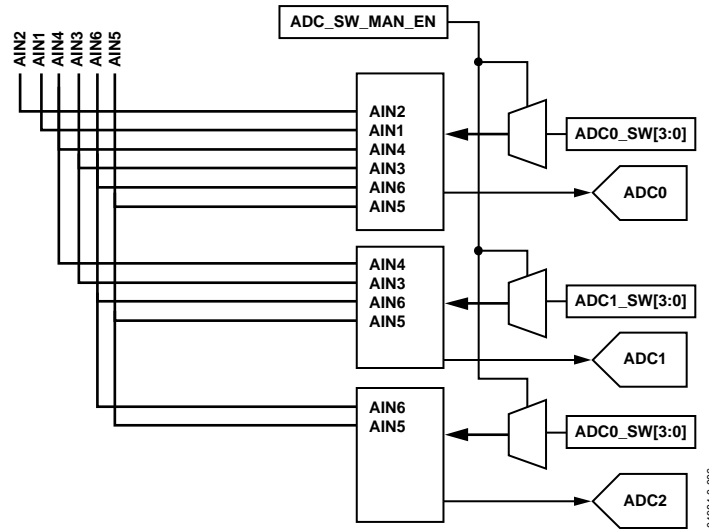 ADC_SW_MAN_EN
AIN2
AIN1
AIN4
AIN3
AIN6
AIN5
AIN2
AIN1
AIN4
AIN3
AIN6
AIN5
ADC0_SW[3:0]
ADC0
AIN4
AIN3
AIN6
AIN5
ADC1_SW[3:0]
ADC1
AIN6
AIN5
ADC0_SW[3:0]
ADC2